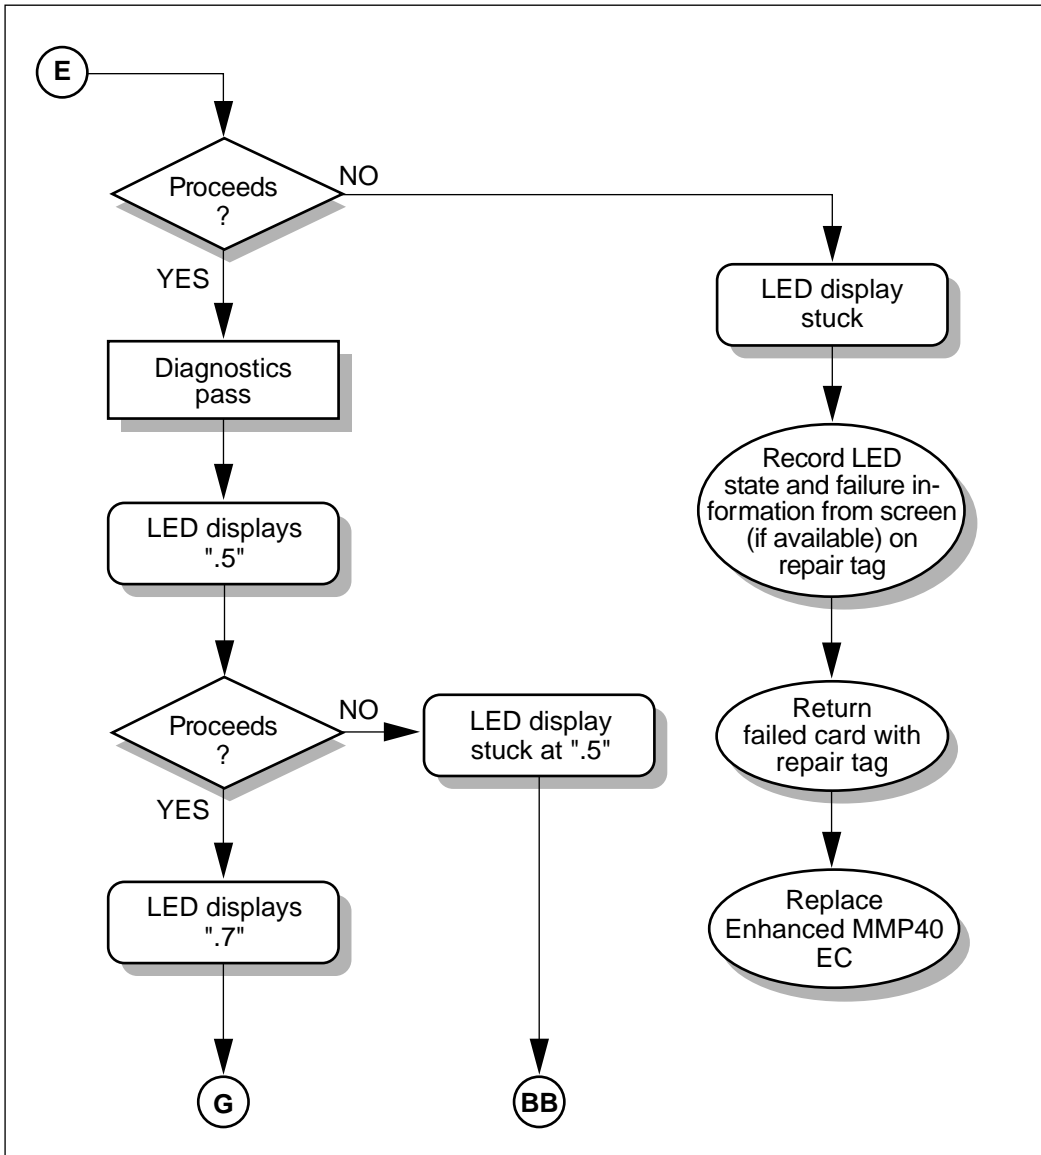 E
Proceeds
?
NO
YES
LED display
stuck
Diagnostics
pass
Record LED
state and failure in-
formation from screen
(if available) on
repair tag
LED displays
".5"
Proceeds
?
NO
YES
LED display
stuck at ".5"
Return
failed card with
repair tag
LED displays
".7"
Replace
Enhanced MMP40
EC
G
BB